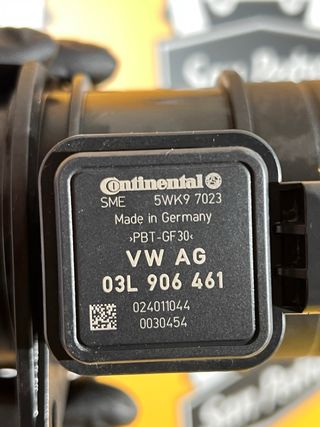 Continental
SME 5WK9 7023
Made in Germany
>PBT-GF30<
VW AG
03L 906 461
024011044
0030454